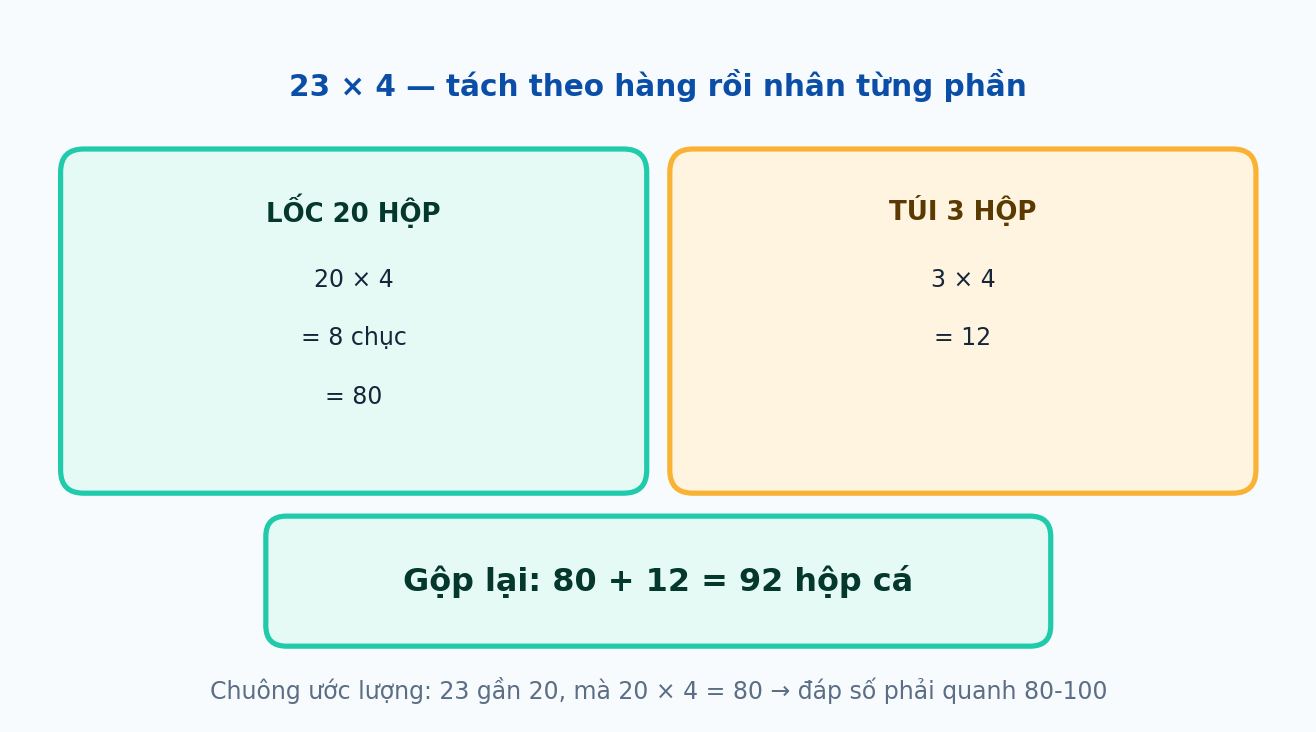 23 × 4 — tách theo hàng rồi nhân từng phần
LỐC 20 HỘP
20 × 4
= 8 chục
= 80
TÚI 3 HỘP
3 × 4
= 12
Gộp lại: 80 + 12 = 92 hộp cá
Chuông ước lượng: 23 gần 20, mà 20 × 4 = 80 → đáp số phải quanh 80-100